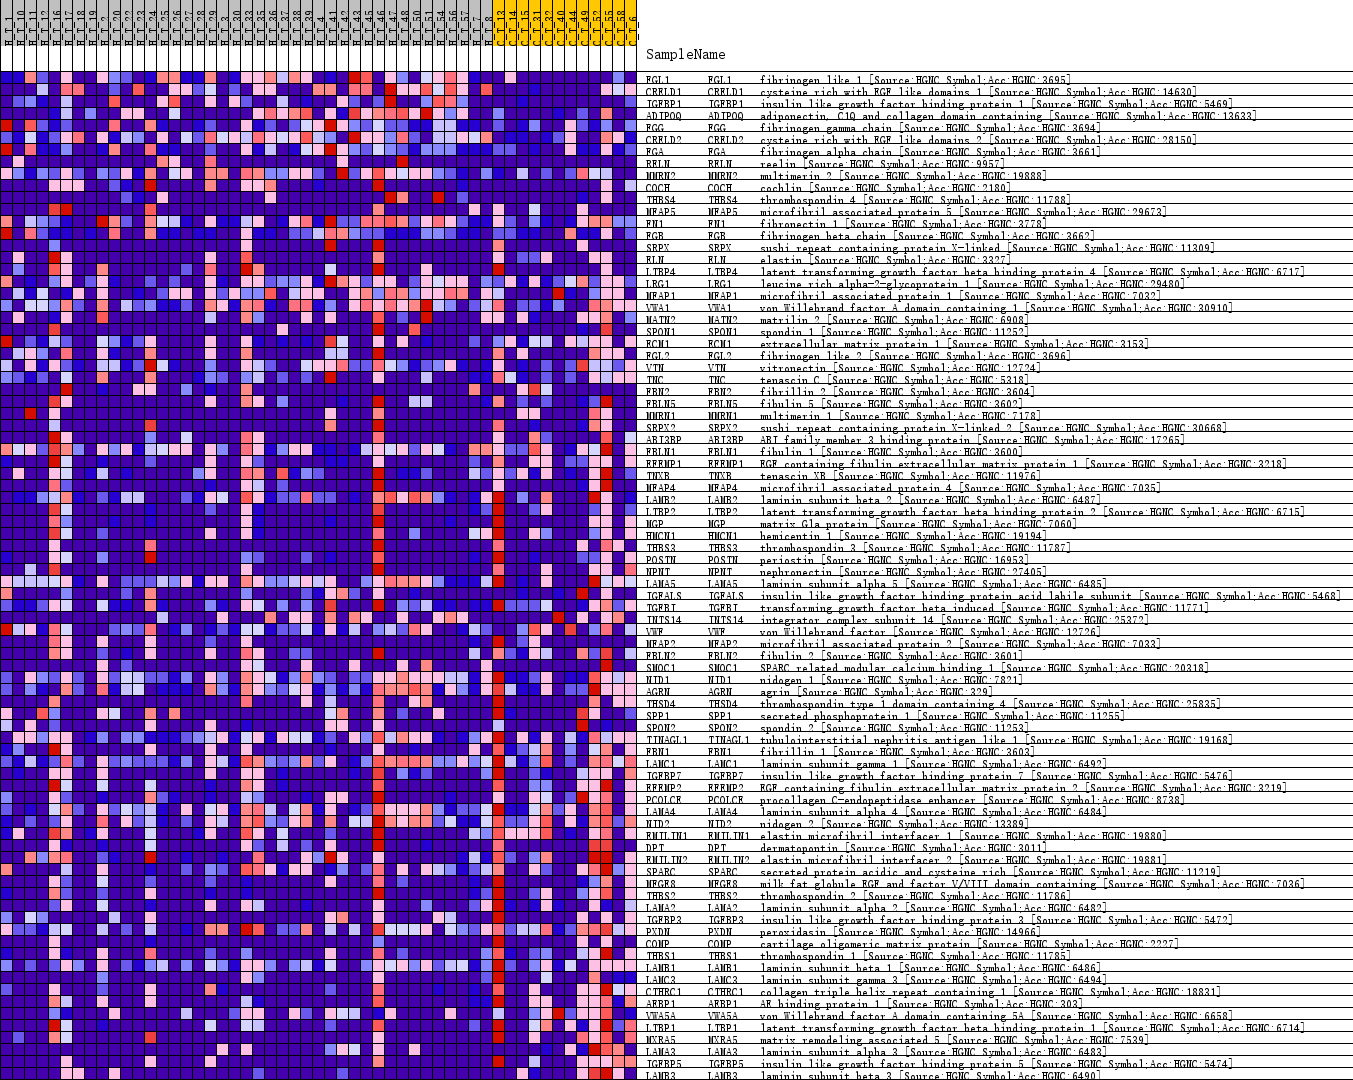 SampleName
FGL1 FGL1 fibrinogen like 1 [Source:HGNC Symbol;Acc:HGNC:3695]
CRELD1 CRELD1 cysteine rich with EGF like domains 1 [Source:HGNC Symbol;Acc:HGNC:14630]
IGFBP1 IGFBP1 insulin like growth factor binding protein 1 [Source:HGNC Symbol;Acc:HGNC:5469]
ADIPOQ ADIPOQ adiponectin, C1Q and collagen domain containing [Source:HGNC Symbol;Acc:HGNC:13633]
FGG FGG fibrinogen gamma chain [Source:HGNC Symbol;Acc:HGNC:3694]
CRELD2 CRELD2 cysteine rich with EGF like domains 2 [Source:HGNC Symbol;Acc:HGNC:28150]
FGA FGA fibrinogen alpha chain [Source:HGNC Symbol;Acc:HGNC:3661]
RELN RELN reelin [Source:HGNC Symbol;Acc:HGNC:9957]
MMRN2 MMRN2 multimerin 2 [Source:HGNC Symbol;Acc:HGNC:19888]
COCH COCH cochlin [Source:HGNC Symbol;Acc:HGNC:2180]
THBS4 THBS4 thrombospondin 4 [Source:HGNC Symbol;Acc:HGNC:11788]
MFAP5 MFAP5 microfibril associated protein 5 [Source:HGNC Symbol;Acc:HGNC:29673]
FN1 FN1 fibronectin 1 [Source:HGNC Symbol;Acc:HGNC:3778]
FGB FGB fibrinogen beta chain [Source:HGNC Symbol;Acc:HGNC:3662]
SRPX SRPX sushi repeat containing protein X-linked [Source:HGNC Symbol;Acc:HGNC:11309]
ELN ELN elastin [Source:HGNC Symbol;Acc:HGNC:3327]
LTBP4 LTBP4 latent transforming growth factor beta binding protein 4 [Source:HGNC Symbol;Acc:HGNC:6717]
LRG1 LRG1 leucine rich alpha-2-glycoprotein 1 [Source:HGNC Symbol;Acc:HGNC:29480]
MFAP1 MFAP1 microfibril associated protein 1 [Source:HGNC Symbol;Acc:HGNC:7032]
VWA1 VWA1 von Willebrand factor A domain containing 1 [Source:HGNC Symbol;Acc:HGNC:30910]
MATN2 MATN2 matrilin 2 [Source:HGNC Symbol;Acc:HGNC:6908]
SPON1 SPON1 spondin 1 [Source:HGNC Symbol;Acc:HGNC:11252]
ECM1 ECM1 extracellular matrix protein 1 [Source:HGNC Symbol;Acc:HGNC:3153]
FGL2 FGL2 fibrinogen like 2 [Source:HGNC Symbol;Acc:HGNC:3696]
VTN VTN vitronectin [Source:HGNC Symbol;Acc:HGNC:12724]
TNC TNC tenascin C [Source:HGNC Symbol;Acc:HGNC:5318]
FBN2 FBN2 fibrillin 2 [Source:HGNC Symbol;Acc:HGNC:3604]
FBLN5 FBLN5 fibulin 5 [Source:HGNC Symbol;Acc:HGNC:3602]
MMRN1 MMRN1 multimerin 1 [Source:HGNC Symbol;Acc:HGNC:7178]
SRPX2 SRPX2 sushi repeat containing protein X-linked 2 [Source:HGNC Symbol;Acc:HGNC:30668]
ABI3BP ABI3BP ABI family member 3 binding protein [Source:HGNC Symbol;Acc:HGNC:17265]
FBLN1 FBLN1 fibulin 1 [Source:HGNC Symbol;Acc:HGNC:3600]
EFEMP1 EFEMP1 EGF containing fibulin extracellular matrix protein 1 [Source:HGNC Symbol;Acc:HGNC:3218]
TNXB TNXB tenascin XB [Source:HGNC Symbol;Acc:HGNC:11976]
MFAP4 MFAP4 microfibril associated protein 4 [Source:HGNC Symbol;Acc:HGNC:7035]
LAMB2 LAMB2 laminin subunit beta 2 [Source:HGNC Symbol;Acc:HGNC:6487]
LTBP2 LTBP2 latent transforming growth factor beta binding protein 2 [Source:HGNC Symbol;Acc:HGNC:6715]
MGP MGP matrix Gla protein [Source:HGNC Symbol;Acc:HGNC:7060]
HMCN1 HMCN1 hemicentin 1 [Source:HGNC Symbol;Acc:HGNC:19194]
THBS3 THBS3 thrombospondin 3 [Source:HGNC Symbol;Acc:HGNC:11787]
POSTN POSTN periostin [Source:HGNC Symbol;Acc:HGNC:16953]
NPNT NPNT nephronectin [Source:HGNC Symbol;Acc:HGNC:27405]
LAMA5 LAMA5 laminin subunit alpha 5 [Source:HGNC Symbol;Acc:HGNC:6485]
IGFALS IGFALS insulin like growth factor binding protein acid labile subunit [Source:HGNC Symbol;Acc:HGNC:5468]
TGFBI TGFBI transforming growth factor beta induced [Source:HGNC Symbol;Acc:HGNC:11771]
INTS14 INTS14 integrator complex subunit 14 [Source:HGNC Symbol;Acc:HGNC:25372]
VWF VWF von Willebrand factor [Source:HGNC Symbol;Acc:HGNC:12726]
MFAP2 MFAP2 microfibril associated protein 2 [Source:HGNC Symbol;Acc:HGNC:7033]
FBLN2 FBLN2 fibulin 2 [Source:HGNC Symbol;Acc:HGNC:3601]
SMOC1 SMOC1 SPARC related modular calcium binding 1 [Source:HGNC Symbol;Acc:HGNC:20318]
NID1 NID1 nidogen 1 [Source:HGNC Symbol;Acc:HGNC:7821]
AGRN AGRN agrin [Source:HGNC Symbol;Acc:HGNC:329]
THSD4 THSD4 thrombospondin type 1 domain containing 4 [Source:HGNC Symbol;Acc:HGNC:25835]
SPP1 SPP1 secreted phosphoprotein 1 [Source:HGNC Symbol;Acc:HGNC:11255]
SPON2 SPON2 spondin 2 [Source:HGNC Symbol;Acc:HGNC:11253]
TINAGL1 TINAGL1 tubulointerstitial nephritis antigen like 1 [Source:HGNC Symbol;Acc:HGNC:19168]
FBN1 FBN1 fibrillin 1 [Source:HGNC Symbol;Acc:HGNC:3603]
LAMC1 LAMC1 laminin subunit gamma 1 [Source:HGNC Symbol;Acc:HGNC:6492]
IGFBP7 IGFBP7 insulin like growth factor binding protein 7 [Source:HGNC Symbol;Acc:HGNC:5476]
EFEMP2 EFEMP2 EGF containing fibulin extracellular matrix protein 2 [Source:HGNC Symbol;Acc:HGNC:3219]
PCOLCE PCOLCE procollagen C-endopeptidase enhancer [Source:HGNC Symbol;Acc:HGNC:8738]
LAMA4 LAMA4 laminin subunit alpha 4 [Source:HGNC Symbol;Acc:HGNC:6484]
NID2 NID2 nidogen 2 [Source:HGNC Symbol;Acc:HGNC:13389]
EMILIN1 EMILIN1 elastin microfibril interfacer 1 [Source:HGNC Symbol;Acc:HGNC:19880]
DPT DPT dermatopontin [Source:HGNC Symbol;Acc:HGNC:3011]
EMILIN2 EMILIN2 elastin microfibril interfacer 2 [Source:HGNC Symbol;Acc:HGNC:19881]
SPARC SPARC secreted protein acidic and cysteine rich [Source:HGNC Symbol;Acc:HGNC:11219]
MFGE8 MFGE8 milk fat globule EGF and factor V/VIII domain containing [Source:HGNC Symbol;Acc:HGNC:7036]
THBS2 THBS2 thrombospondin 2 [Source:HGNC Symbol;Acc:HGNC:11786]
LAMA2 LAMA2 laminin subunit alpha 2 [Source:HGNC Symbol;Acc:HGNC:6482]
IGFBP3 IGFBP3 insulin like growth factor binding protein 3 [Source:HGNC Symbol;Acc:HGNC:5472]
PXDN PXDN peroxidasin [Source:HGNC Symbol;Acc:HGNC:14966]
COMP COMP cartilage oligomeric matrix protein [Source:HGNC Symbol;Acc:HGNC:2227]
THBS1 THBS1 thrombospondin 1 [Source:HGNC Symbol;Acc:HGNC:11785]
LAMB1 LAMB1 laminin subunit beta 1 [Source:HGNC Symbol;Acc:HGNC:6486]
LAMC3 LAMC3 laminin subunit gamma 3 [Source:HGNC Symbol;Acc:HGNC:6494]
CTHRC1 CTHRC1 collagen triple helix repeat containing 1 [Source:HGNC Symbol;Acc:HGNC:18831]
AEBP1 AEBP1 AE binding protein 1 [Source:HGNC Symbol;Acc:HGNC:303]
VWA5A VWA5A von Willebrand factor A domain containing 5A [Source:HGNC Symbol;Acc:HGNC:6658]
LTBP1 LTBP1 latent transforming growth factor beta binding protein 1 [Source:HGNC Symbol;Acc:HGNC:6714]
MXRA5 MXRA5 matrix remodeling associated 5 [Source:HGNC Symbol;Acc:HGNC:7539]
LAMA3 LAMA3 laminin subunit alpha 3 [Source:HGNC Symbol;Acc:HGNC:6483]
IGFBP5 IGFBP5 insulin like growth factor binding protein 5 [Source:HGNC Symbol;Acc:HGNC:5474]
LAMB3 LAMB3 laminin subunit beta 3 [Source:HGNC Symbol;Acc:HGNC:6490]